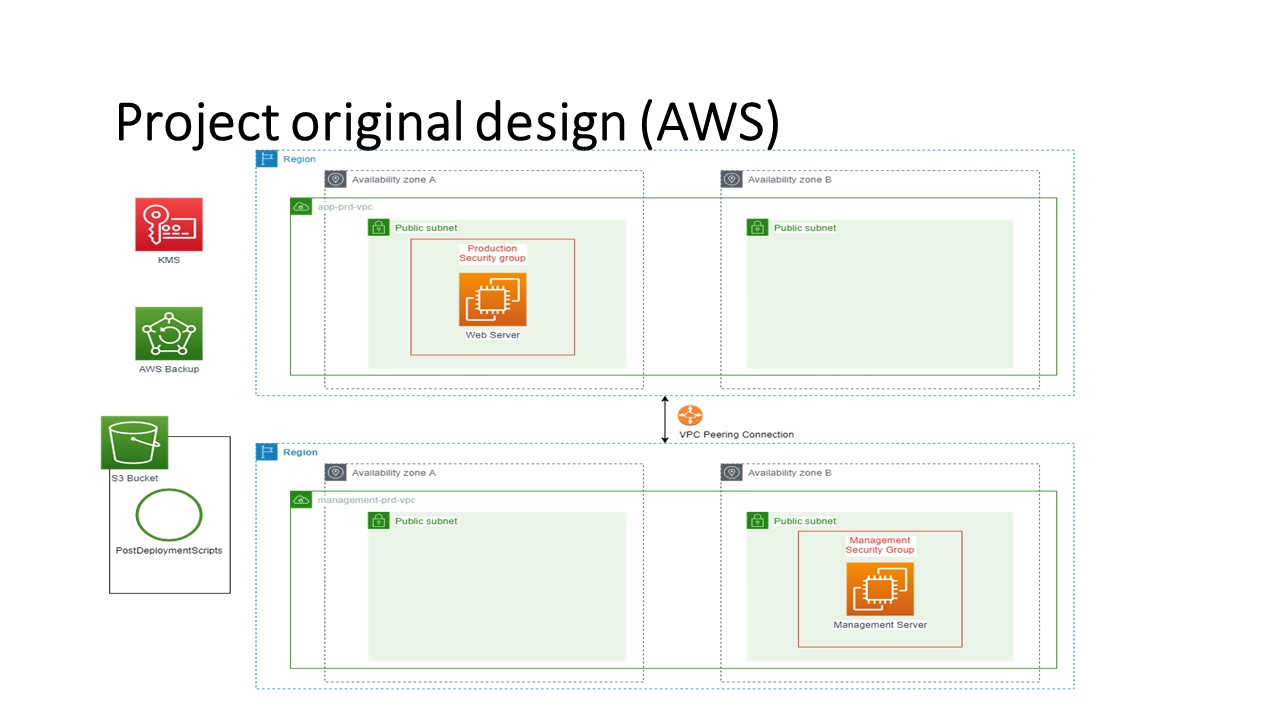 Project original design (AWS)
Region
Availability zone A
Availability zone B
app-prd-vpc
Public subnet
Public subnet
Production
Security group
Web Server
KMS
AWS Backup
VPC Peering Connection
S3 Bucket
PostDeploymentScripts
Region
Availability zone A
Availability zone B
management-prd-vpc
Public subnet
Public subnet
Management
Security Group
Management Server